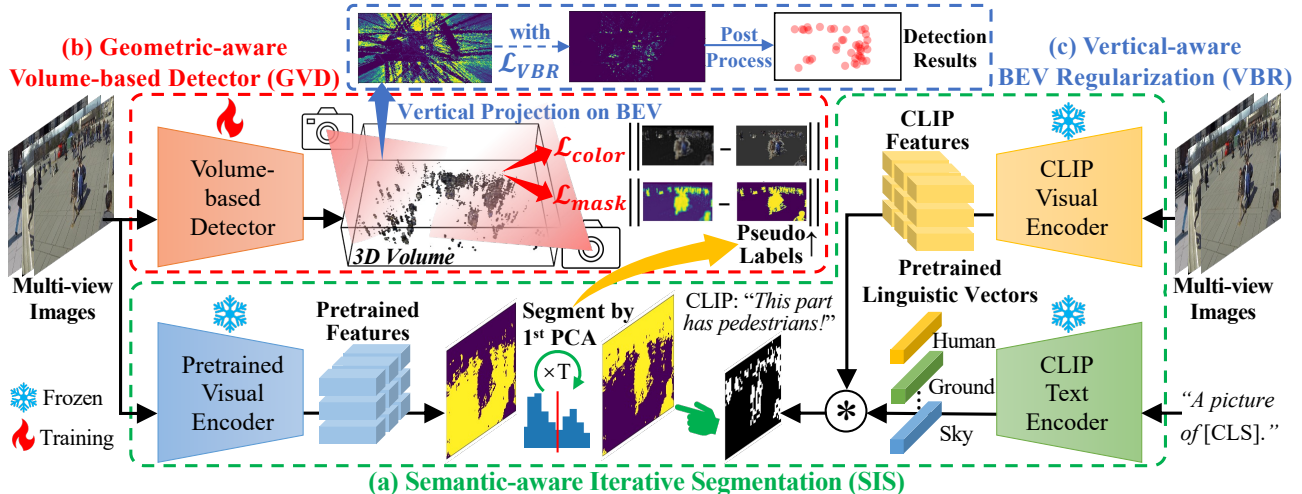 (b) Geometric-aware
Volume-based Detector (GVD)
with
ℒ_VBR
Post
Process
Detection
Results
(c) Vertical-aware
BEV Regularization (VBR)
Vertical Projection on BEV
Volume-
based
Detector
3D Volume
ℒ_color
ℒ_mask
Pseudo
Labels
CLIP
Features
CLIP
Visual
Encoder
Multi-view
Images
Multi-view
Images
Pretrained
Visual
Encoder
Pretrained
Features
Segment by
1st PCA
×T
CLIP: “This part
has pedestrians!”
Pretrained
Linguistic Vectors
Human
Ground
Sky
*
CLIP
Text
Encoder
“A picture
of [CLS].”
Frozen
Training
(a) Semantic-aware Iterative Segmentation (SIS)